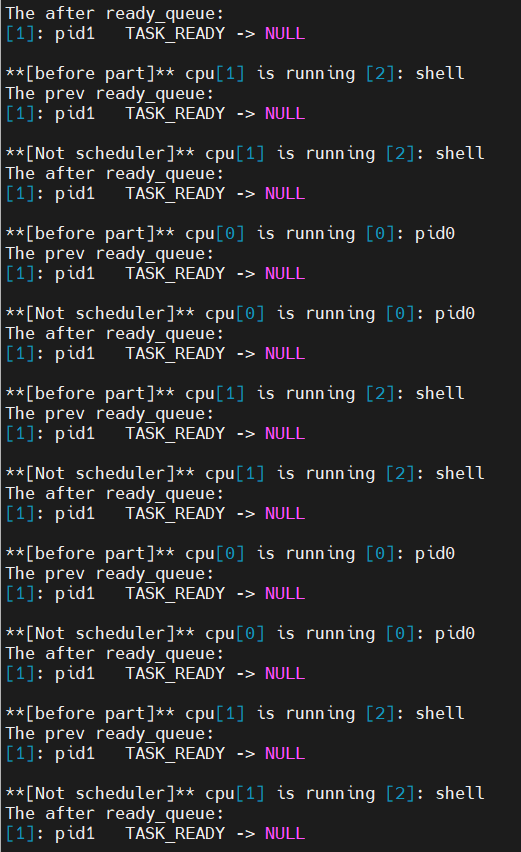 The after ready_queue:
[1]: pid1   TASK_READY -> NULL
**[before part]** cpu[1] is running [2]: shell
The prev ready_queue:
[1]: pid1   TASK_READY -> NULL
**[Not scheduler]** cpu[1] is running [2]: shell
The after ready_queue:
[1]: pid1   TASK_READY -> NULL
**[before part]** cpu[0] is running [0]: pid0
The prev ready_queue:
[1]: pid1   TASK_READY -> NULL
**[Not scheduler]** cpu[0] is running [0]: pid0
The after ready_queue:
[1]: pid1   TASK_READY -> NULL
**[before part]** cpu[1] is running [2]: shell
The prev ready_queue:
[1]: pid1   TASK_READY -> NULL
**[Not scheduler]** cpu[1] is running [2]: shell
The after ready_queue:
[1]: pid1   TASK_READY -> NULL
**[before part]** cpu[0] is running [0]: pid0
The prev ready_queue:
[1]: pid1   TASK_READY -> NULL
**[Not scheduler]** cpu[0] is running [0]: pid0
The after ready_queue:
[1]: pid1   TASK_READY -> NULL
**[before part]** cpu[1] is running [2]: shell
The prev ready_queue:
[1]: pid1   TASK_READY -> NULL
**[Not scheduler]** cpu[1] is running [2]: shell
The after ready_queue:
[1]: pid1   TASK_READY -> NULL